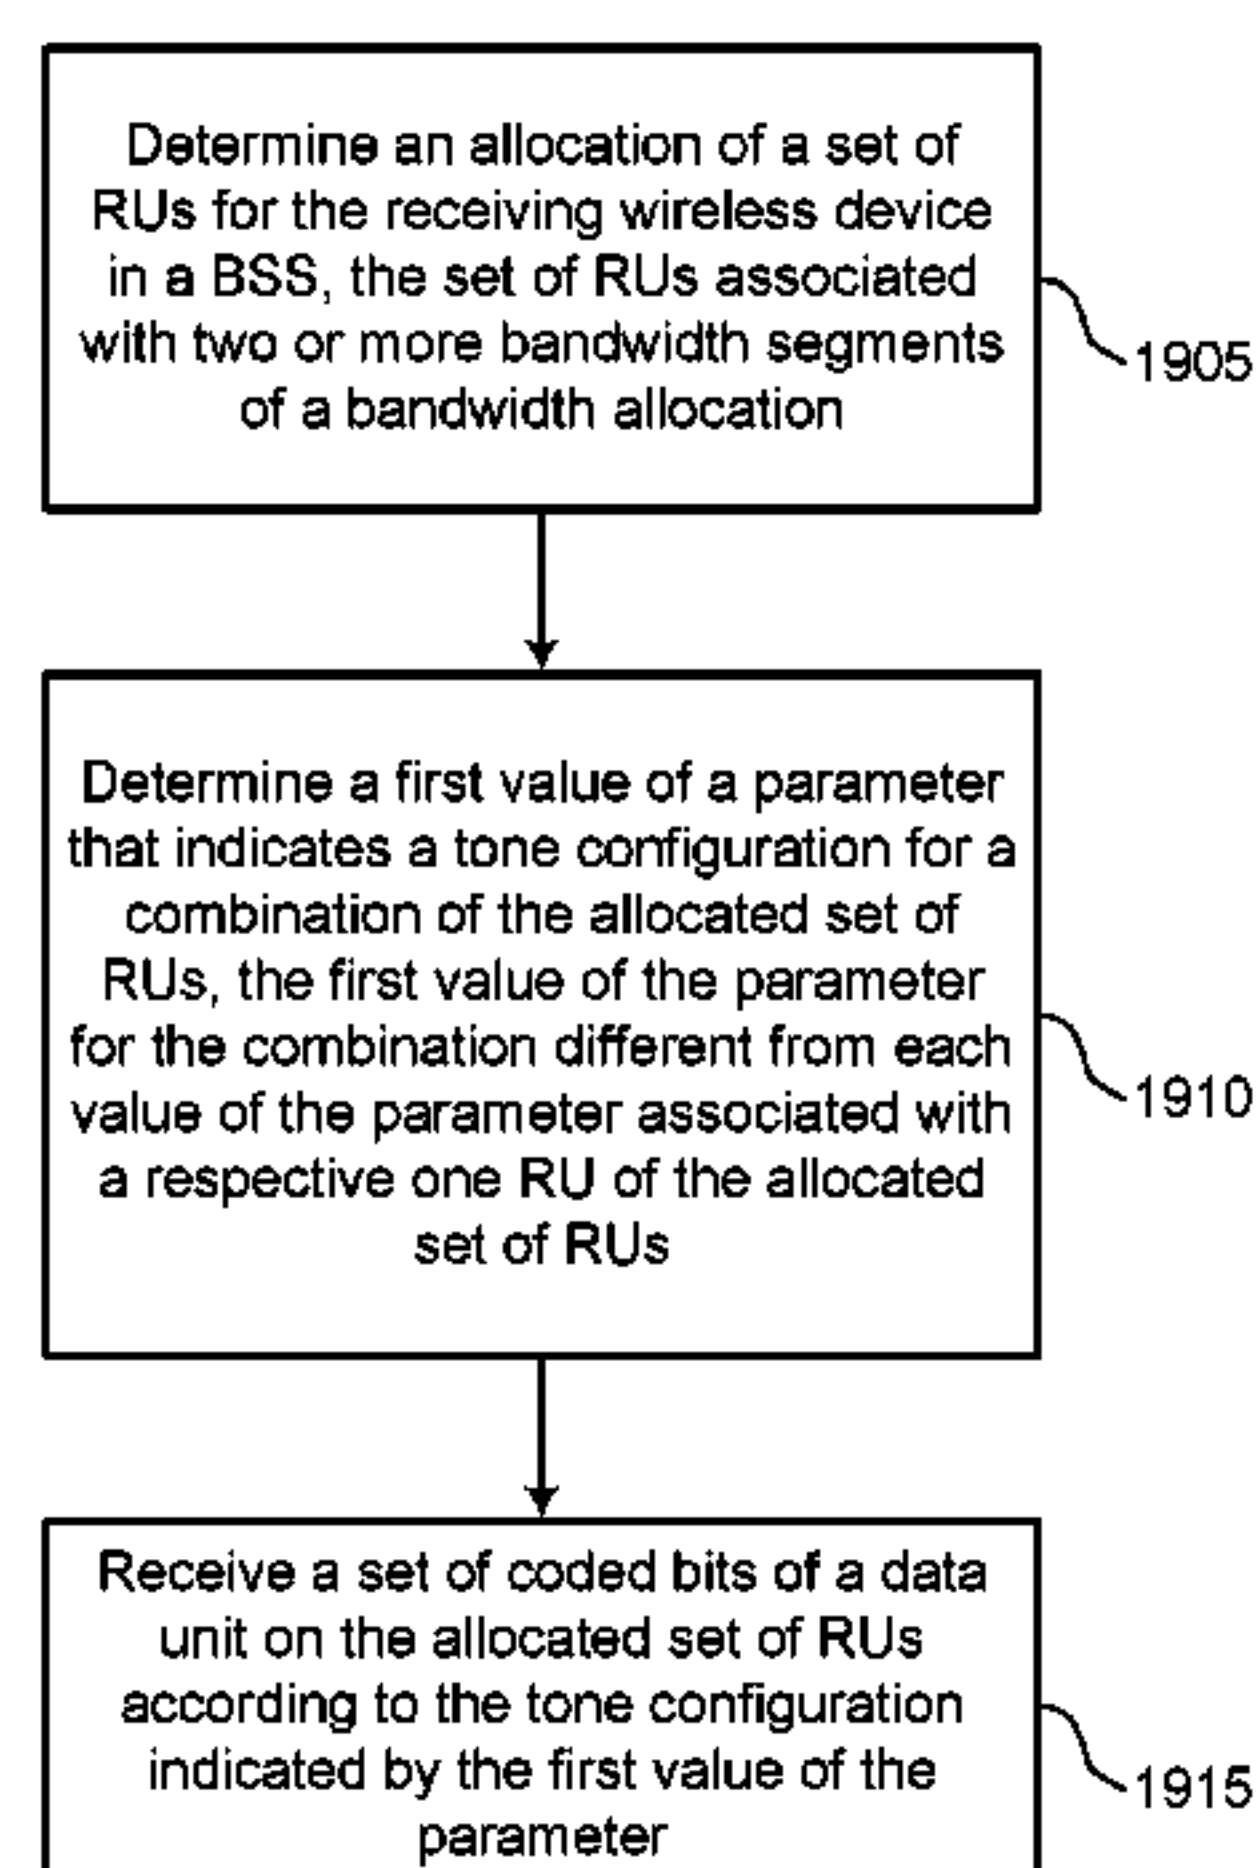 Determine an allocation of a set of
RUs for the receiving wireless device
in a BSS, the set of RUs associated
with two or more bandwidth segments
of a bandwidth allocation
1905
Determine a first value of a parameter
that indicates a tone configuration for a
combination of the allocated set of
RUs, the first value of the parameter
for the combination different from each
value of the parameter associated with
a respective one RU of the allocated
set of RUs
1910
Receive a set of coded bits of a data
unit on the allocated set of RUs
according to the tone configuration
indicated by the first value of the
parameter
1915